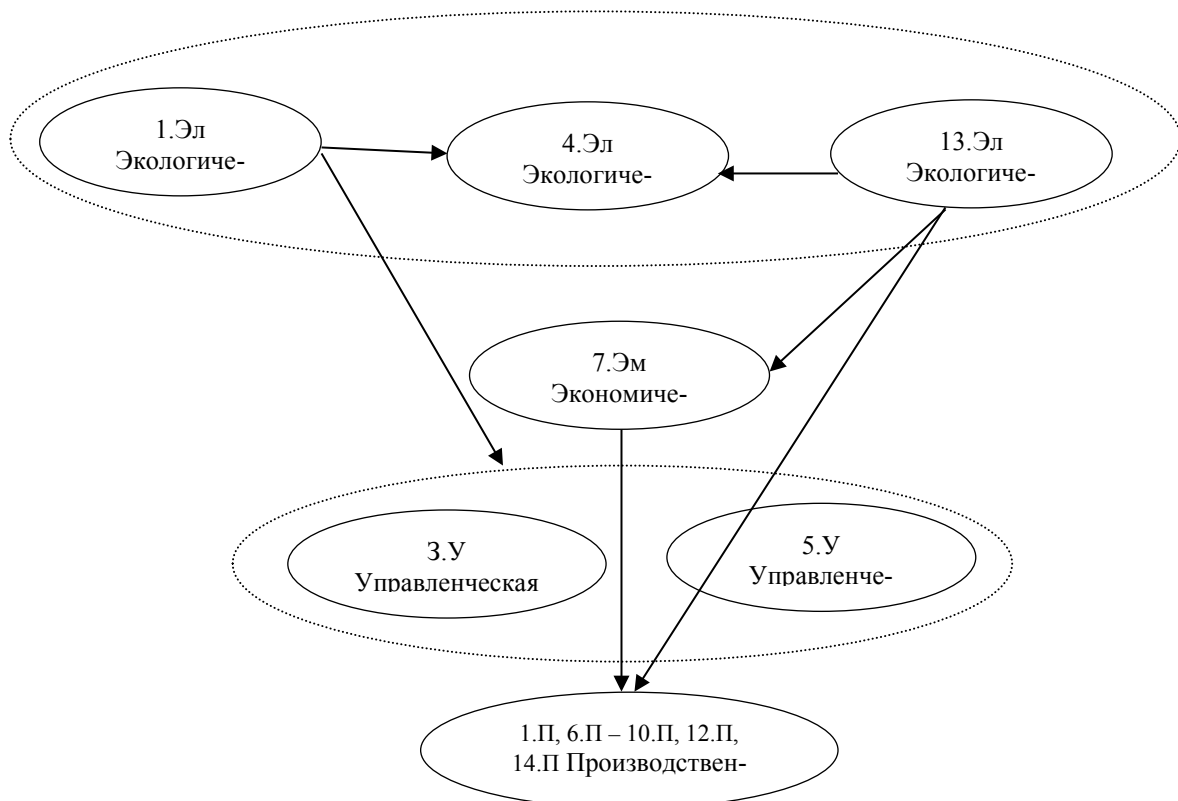 1.Эл
Экологиче-
4.Эл
Экологиче-
13.Эл
Экологиче-
7.Эм
Экономиче-
3.У
Управленческая
5.У
Управленче-
1.П, 6.П – 10.П, 12.П,
14.П Производствен-